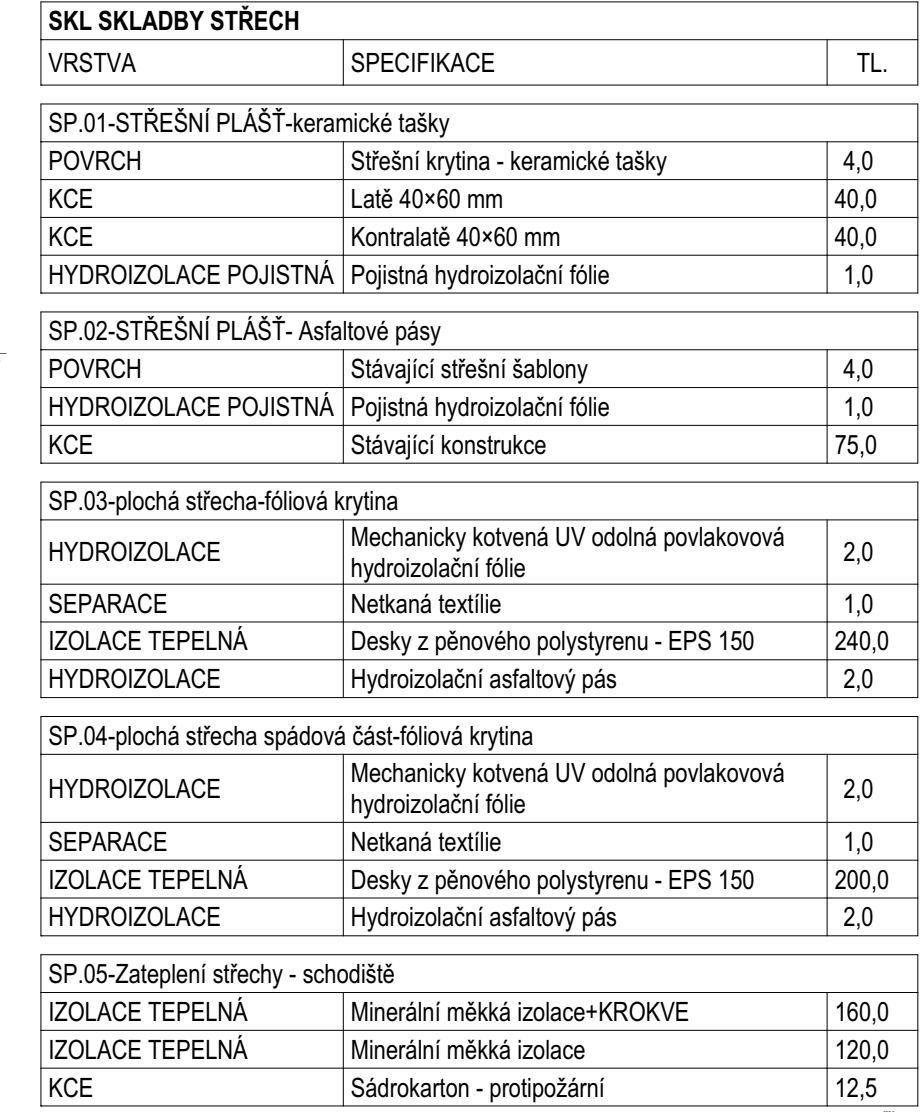 SKL SKLADBY STŘECH
VRSTVA SPECIFIKACE TL.
SP.01-STŘEŠNÍ PLÁŠŤ-keramické tašky
POVRCH Střešní krytina - keramické tašky 4,0
KCE Latě 40×60 mm 40,0
KCE Kontralatě 40×60 mm 40,0
HYDROIZOLACE POJISTNÁ Pojistná hydroizolační fólie 1,0
SP.02-STŘEŠNÍ PLÁŠŤ- Asfaltové pásy
POVRCH Stávající střešní šablony 4,0
HYDROIZOLACE POJISTNÁ Pojistná hydroizolační fólie 1,0
KCE Stávající konstrukce 75,0
SP.03-plochá střecha-fóliová krytina
HYDROIZOLACE Mechanicky kotvená UV odolná povlakovová 2,0
hydroizolační fólie
SEPARACE Netkaná textílie 1,0
IZOLACE TEPELNÁ Desky z pěnového polystyrenu - EPS 150 240,0
HYDROIZOLACE Hydroizolační asfaltový pás 2,0
SP.04-plochá střecha spádová část-fóliová krytina
HYDROIZOLACE Mechanicky kotvená UV odolná povlakovová 2,0
hydroizolační fólie
SEPARACE Netkaná textílie 1,0
IZOLACE TEPELNÁ Desky z pěnového polystyrenu - EPS 150 200,0
HYDROIZOLACE Hydroizolační asfaltový pás 2,0
SP.05-Zateplení střechy - schodiště
IZOLACE TEPELNÁ Minerální měkká izolace+KROKVE 160,0
IZOLACE TEPELNÁ Minerální měkká izolace 120,0
KCE Sádrokarton - protipožární 12,5